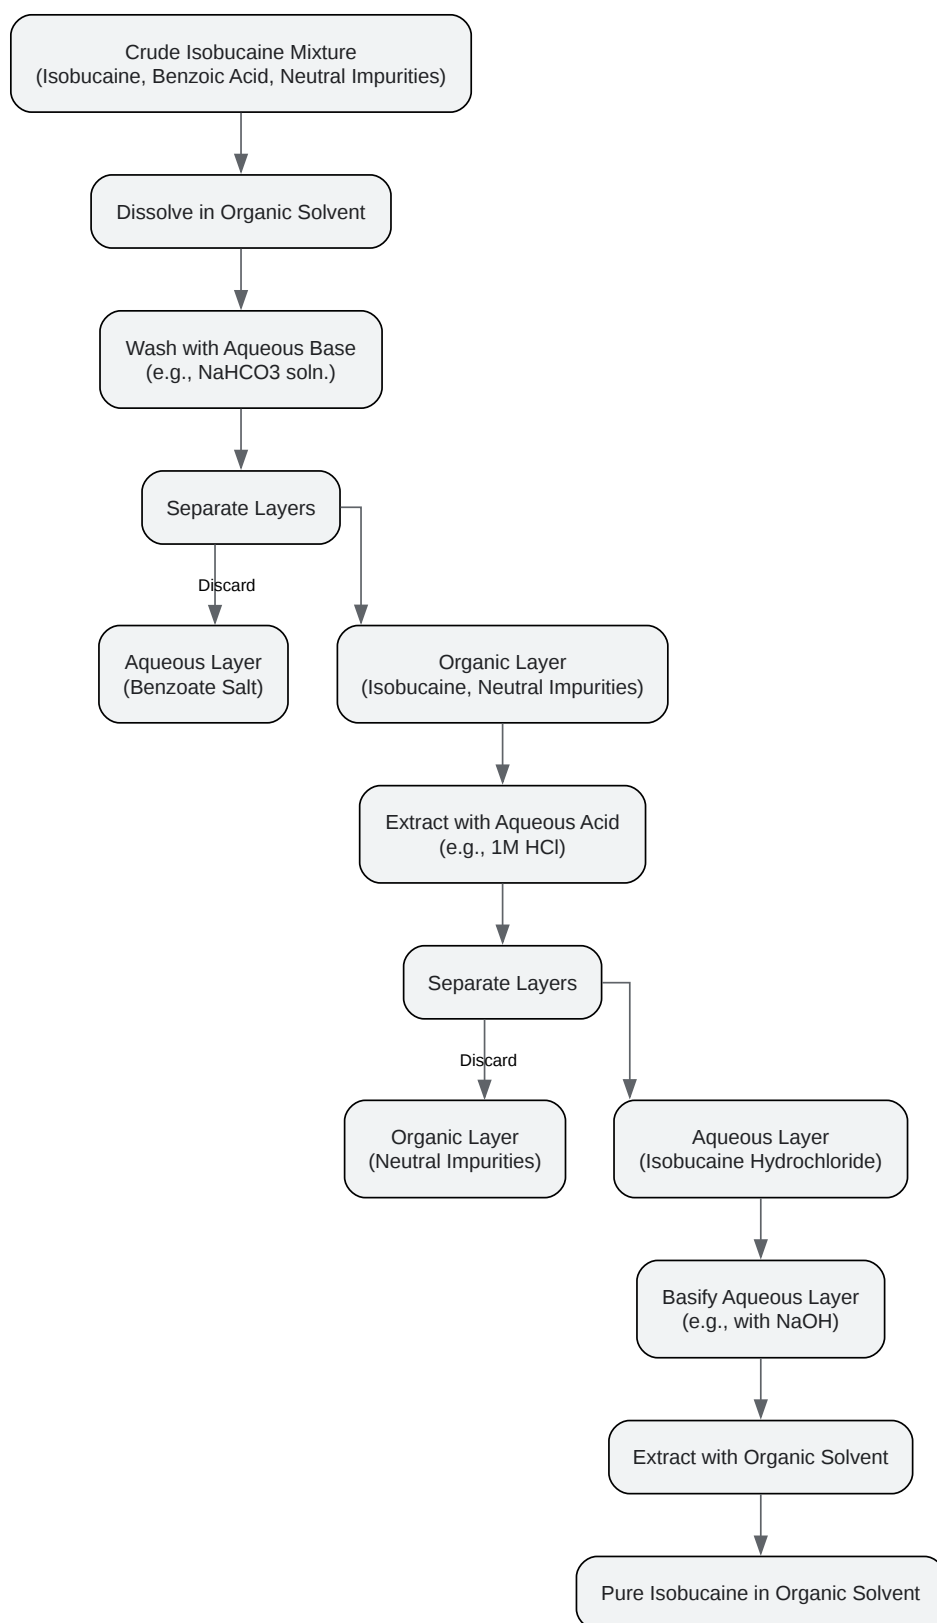 Crude Isobucaine Mixture
(Isobucaine, Benzoic Acid, Neutral Impurities)
Dissolve in Organic Solvent
Wash with Aqueous Base
(e.g., NaHCO3 soln.)
Separate Layers
Discard
Aqueous Layer
(Benzoate Salt)
Organic Layer
(Isobucaine, Neutral Impurities)
Extract with Aqueous Acid
(e.g., 1M HCl)
Separate Layers
Discard
Organic Layer
(Neutral Impurities)
Aqueous Layer
(Isobucaine Hydrochloride)
Basify Aqueous Layer
(e.g., with NaOH)
Extract with Organic Solvent
Pure Isobucaine in Organic Solvent